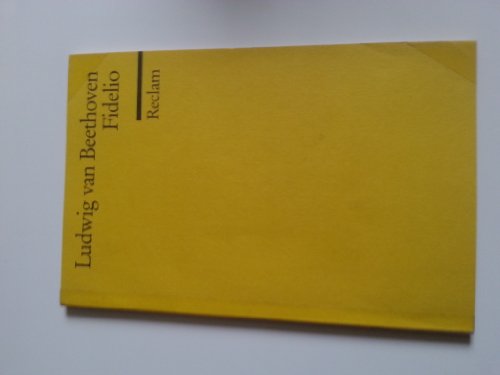 Ludwig van Beethoven
Fidelio
Reclam